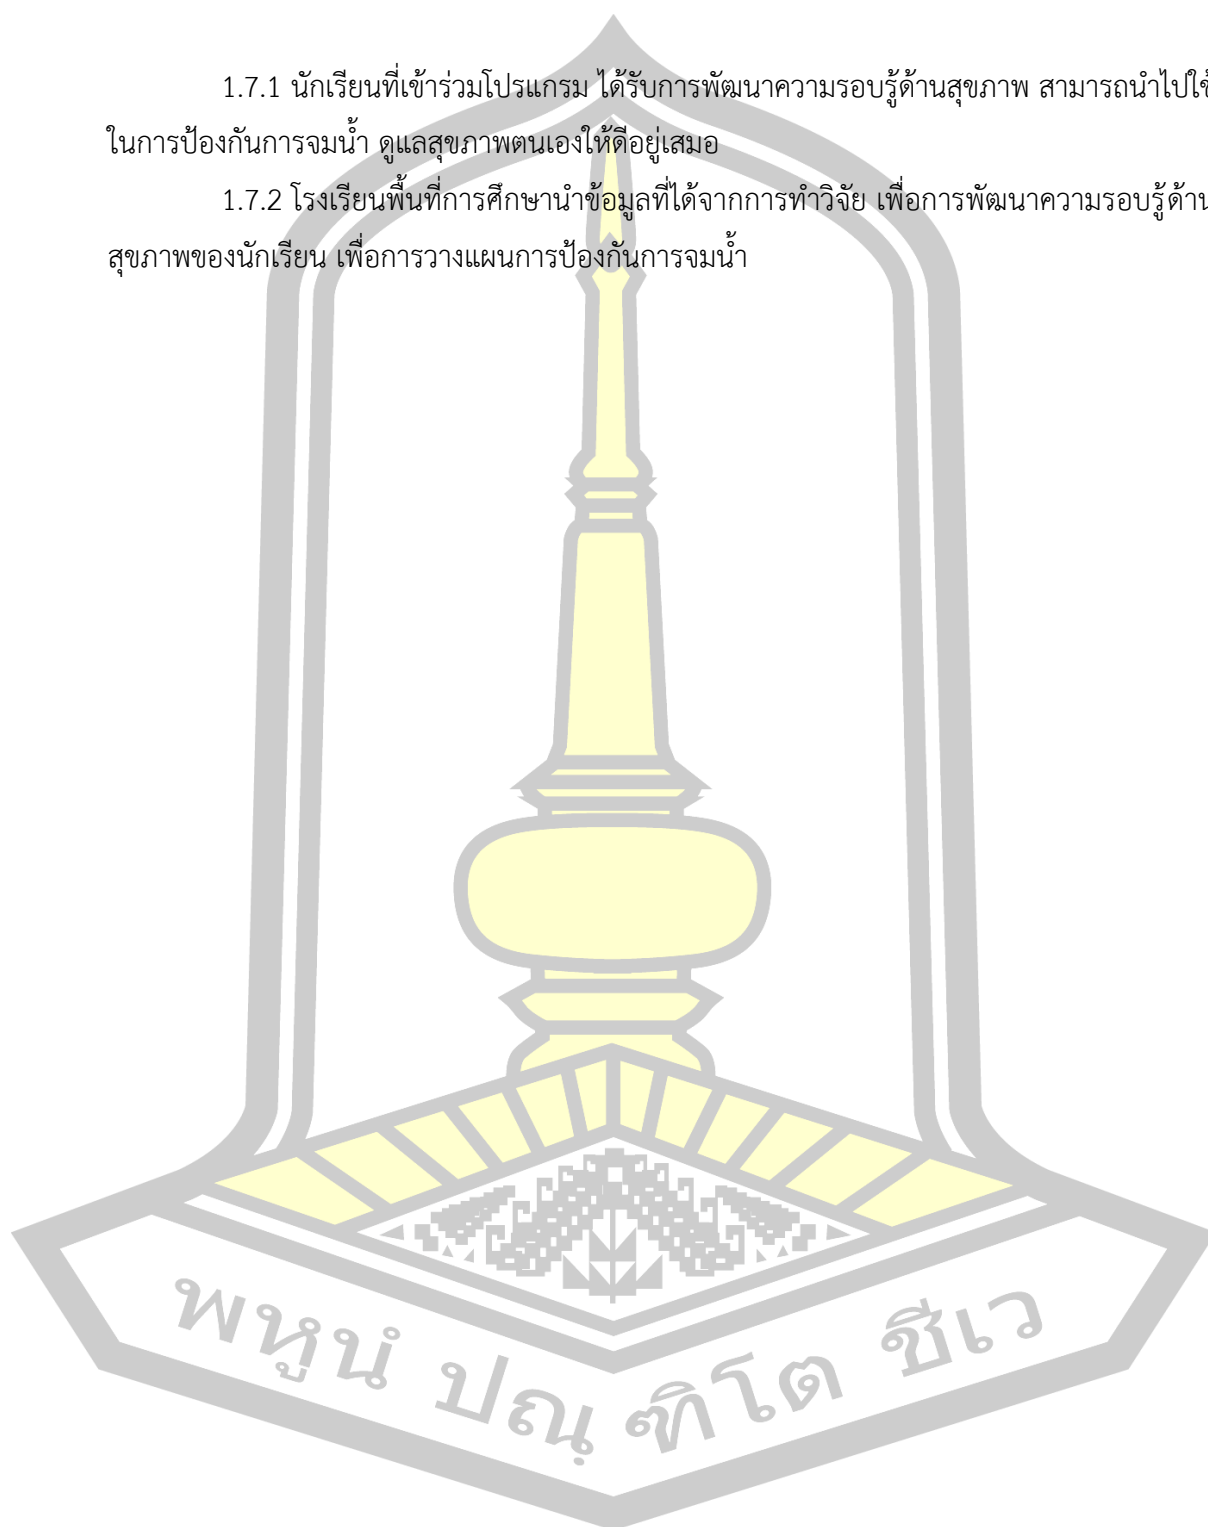 1.7.1 นักเรียนที่เข้าร่วมโปรแกรม ได้รับการพัฒนาความรอบรู้ด้านสุขภาพ สามารถนำไปใช้
ในการป้องกันการจมน้ำ ดูแลสุขภาพตนเองให้ดีอยู่เสมอ
1.7.2 โรงเรียนพื้นที่การศึกษานำข้อมูลที่ได้จากการทำวิจัย เพื่อการพัฒนาความรอบรู้ด้าน
สุขภาพของนักเรียน เพื่อการวางแผนการป้องกันการจมน้ำ
พหูนํ ปณฺฑิโต ชีเว